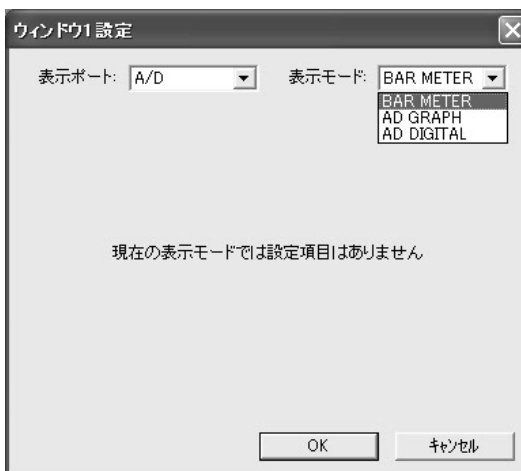 ウィンドウ1設定
表示ポート: A/D 表示モード: BAR METER
BAR METER
AD GRAPH
AD DIGITAL
現在の表示モードでは設定項目はありません
OK キャンセル